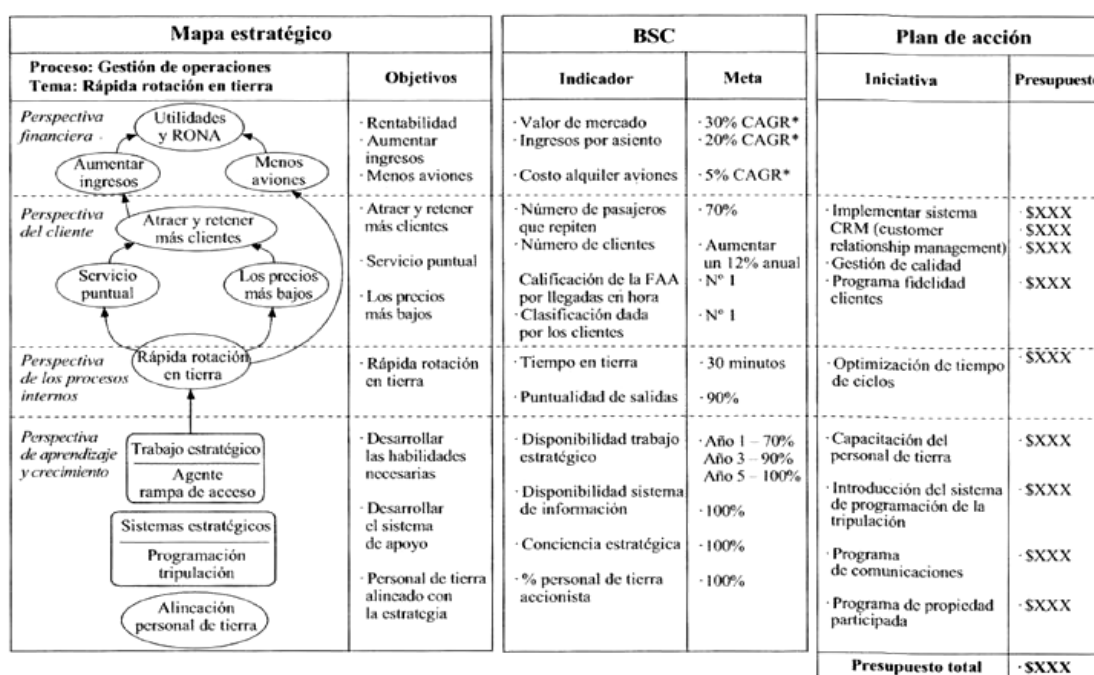 Mapa estratégico
Proceso: Gestión de operaciones
Tema: Rápida rotación en tierra
Objetivos
Perspectiva
financiera
Utilidades
y RONA
Aumentar
ingresos
Menos
aviones
· Rentabilidad
· Aumentar
ingresos
· Menos aviones
Perspectiva
del cliente
Atraer y retener
más clientes
Servicio
puntual
Los precios
más bajos
· Atraer y retener
más clientes
· Servicio puntual
· Los precios
más bajos
Perspectiva
de los procesos
internos
Rápida rotación
en tierra
· Rápida rotación
en tierra
Perspectiva
de aprendizaje
y crecimiento
Trabajo estratégico
Agente
rampa de acceso
Sistemas estratégicos
Programación
tripulación
Alineación
personal de tierra
· Desarrollar
las habilidades
necesarias
· Desarrollar
el sistema
de apoyo
· Personal de tierra
alineado con
la estrategia
BSC
Indicador
Meta
· Valor de mercado
· 30% CAGR*
· Ingresos por asiento
· 20% CAGR*
· Costo alquiler aviones
· 5% CAGR*
· Número de pasajeros
que repiten
· 70%
· Número de clientes
· Aumentar
un 12% anual
Calificación de la FAA
por llegadas en hora
· Nº 1
· Clasificación dada
por los clientes
· Nº 1
· Tiempo en tierra
· 30 minutos
· Puntualidad de salidas
· 90%
· Disponibilidad trabajo
estratégico
· Año 1 – 70%
Año 3 – 90%
Año 5 – 100%
· Disponibilidad sistema
de información
· 100%
· Conciencia estratégica
· 100%
· % personal de tierra
accionista
· 100%
Plan de acción
Iniciativa
Presupuesto
· Implementar sistema
CRM (customer
relationship management)
· Gestión de calidad
· Programa fidelidad
clientes
· $XXX
· $XXX
· $XXX
· $XXX
· Optimización de tiempo
de ciclos
· $XXX
· Capacitación del
personal de tierra
· $XXX
· Introducción del sistema
de programación de la
tripulación
· $XXX
· Programa
de comunicaciones
· $XXX
· Programa de propiedad
participada
· $XXX
Presupuesto total
· $XXX